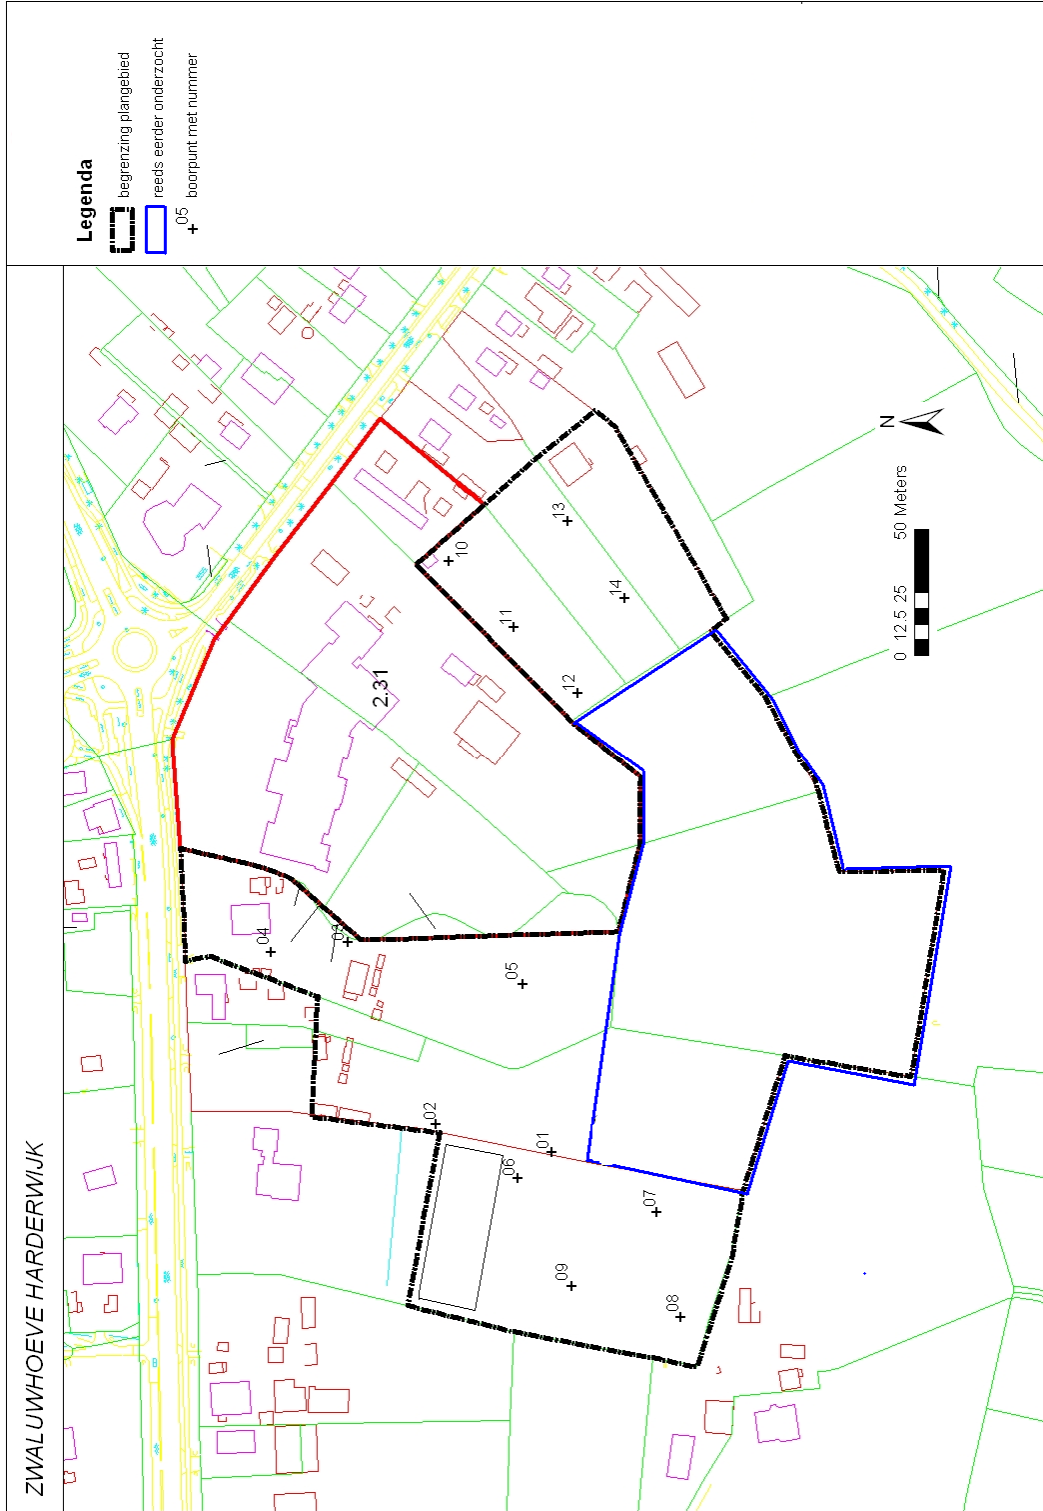 ZWALUWHOEVE HARDERWIJK
Legenda
begrenzing plangebied
reeds eerder onderzocht
05 boorpunt met nummer
2.31
01
02
03
04
05
06
07
08
09
10
11
12
13
14
N
0 12.5 25 50 Meters